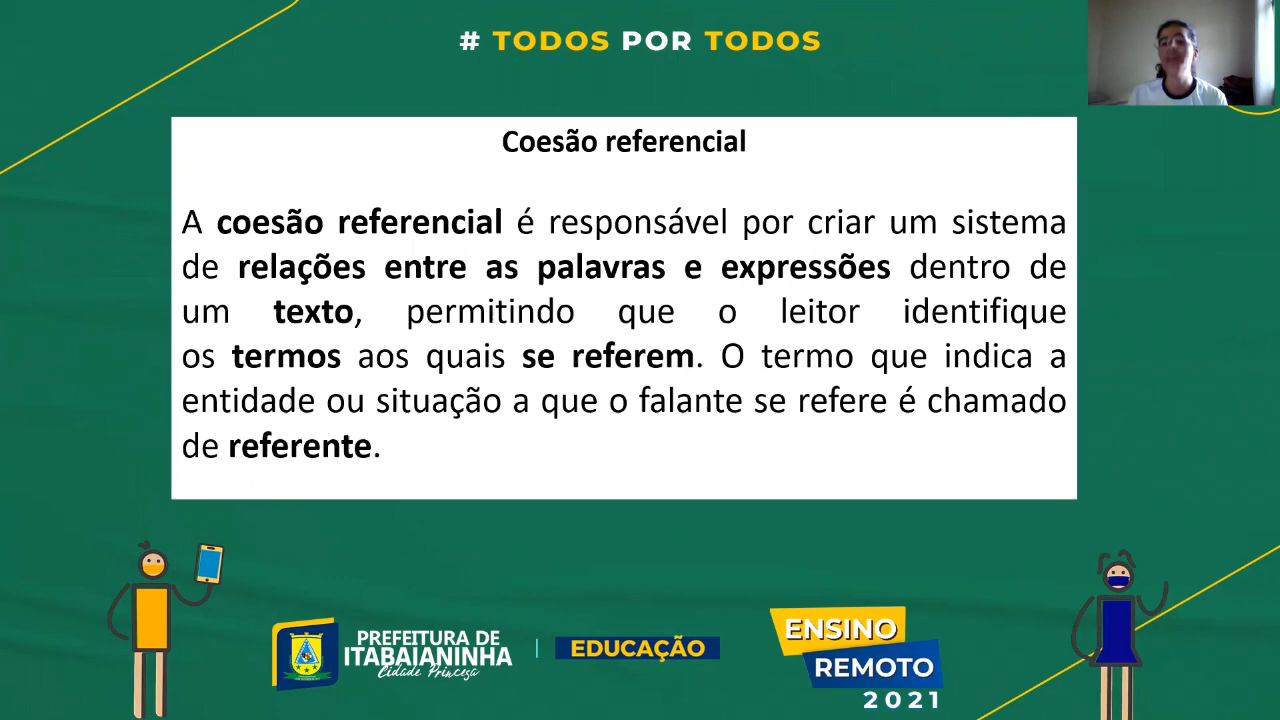 # TODOS POR TODOS
Coesão referencial
A coesão referencial é responsável por criar um sistema
de relações entre as palavras e expressões dentro de
um texto, permitindo que o leitor identifique
os termos aos quais se referem. O termo que indica a
entidade ou situação a que o falante se refere é chamado
de referente.
PREFEITURA DE
ITABAIANINHA
Cidade Princesa
EDUCAÇÃO
ENSINO
REMOTO
2021